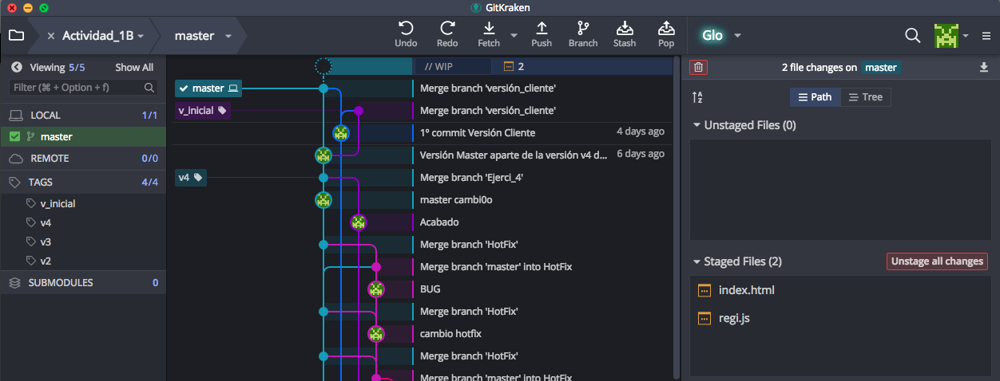 GitKraken
Actividad_1B
master
Undo
Redo
Fetch
Push
Branch
Stash
Pop
Glo
Viewing 5/5
Show All
Filter (⌘ + Option + f)
LOCAL 1/1
master
REMOTE 0/0
TAGS 4/4
v_inicial
v4
v3
v2
SUBMODULES 0
// WIP
2
master
Merge branch 'versión_cliente'
v_inicial
Merge branch 'versión_cliente'
1º commit Versión Cliente
4 days ago
Versión Master aparte de la versión v4 d...
6 days ago
v4
Merge branch 'Ejerci_4'
master cambi0o
Acabado
Merge branch 'HotFix'
Merge branch 'master' into HotFix
BUG
Merge branch 'HotFix'
cambio hotfix
Merge branch 'HotFix'
Merge branch 'master' into HotFix
2 file changes on master
A
Z
Path
Tree
Unstaged Files (0)
Staged Files (2)
Unstage all changes
index.html
regi.js